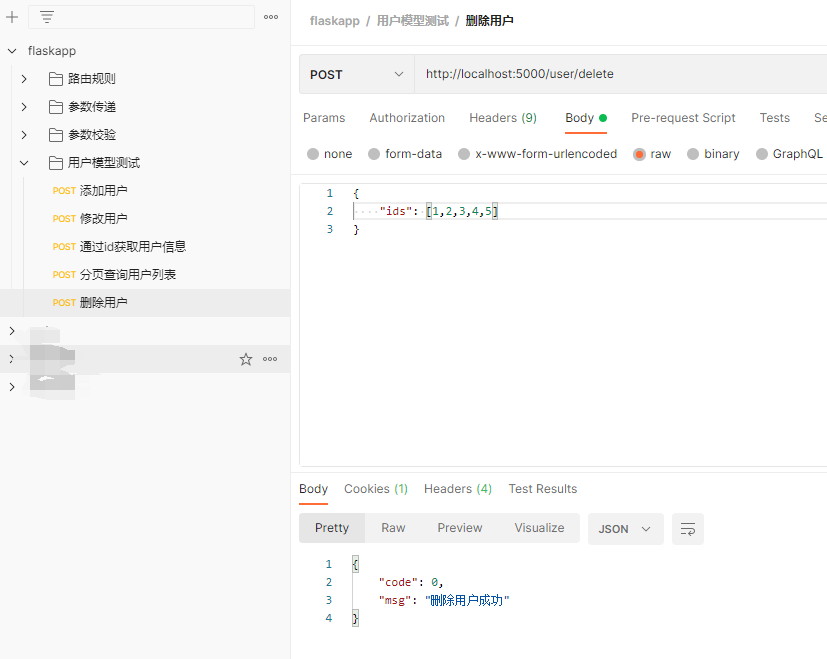 flaskapp
路由规则
参数传递
参数校验
用户模型测试
POST 添加用户
POST 修改用户
POST 通过id获取用户信息
POST 分页查询用户列表
POST 删除用户
flaskapp / 用户模型测试 / 删除用户
POST http://localhost:5000/user/delete
Params Authorization Headers (9) Body Pre-request Script Tests Se
none form-data x-www-form-urlencoded raw binary GraphQL
1 {
2 "ids": [1,2,3,4,5]
3 }
Body Cookies (1) Headers (4) Test Results
Pretty Raw Preview Visualize JSON
1 {
2 "code": 0,
3 "msg": "删除用户成功"
4 }